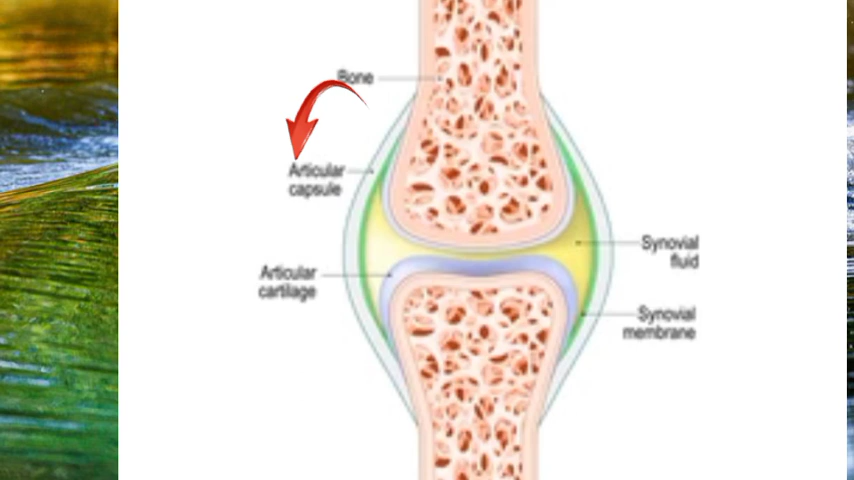 Bone
Articular
capsule
Synovial
fluid
Articular
cartilage
Synovial
membrane